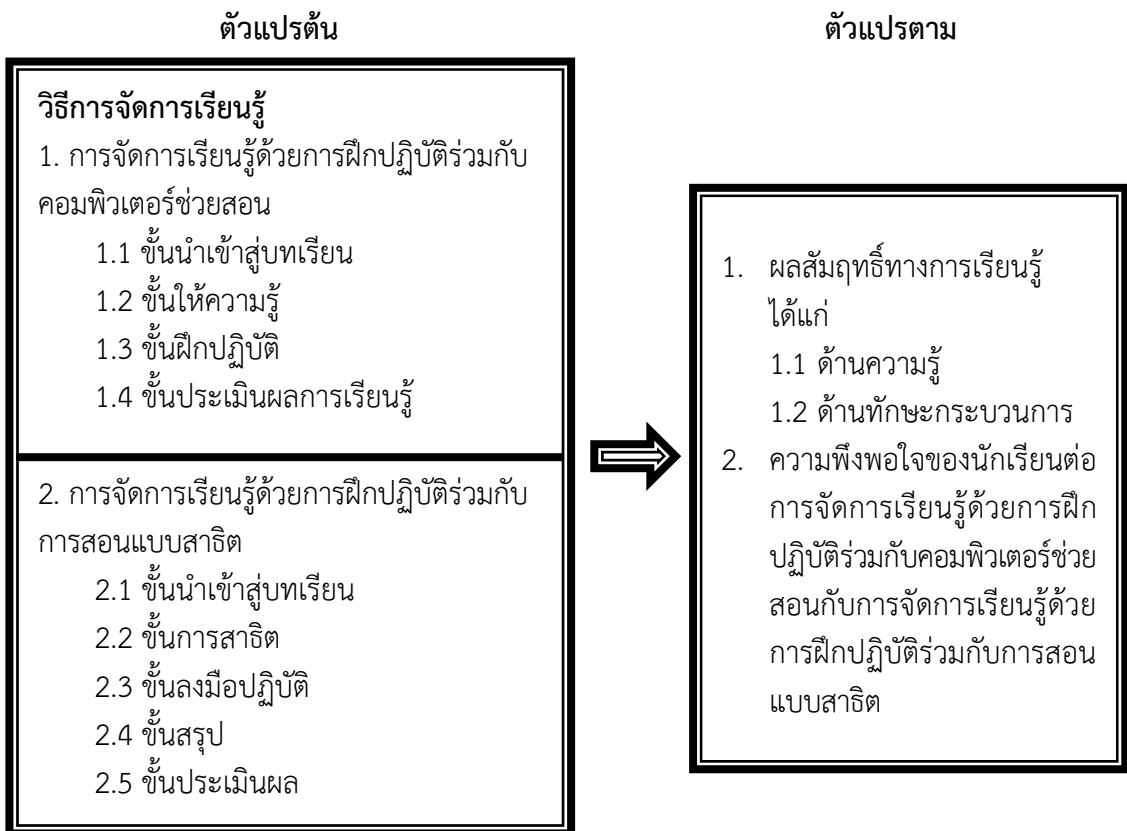 ตัวแปรต้น
วิธีการจัดการเรียนรู้
1. การจัดการเรียนรู้ด้วยการฝึกปฏิบัติร่วมกับ
คอมพิวเตอร์ช่วยสอน
1.1 ขั้นนำเข้าสู่บทเรียน
1.2 ขั้นให้ความรู้
1.3 ขั้นฝึกปฏิบัติ
1.4 ขั้นประเมินผลการเรียนรู้
2. การจัดการเรียนรู้ด้วยการฝึกปฏิบัติร่วมกับ
การสอนแบบสาธิต
2.1 ขั้นนำเข้าสู่บทเรียน
2.2 ขั้นการสาธิต
2.3 ขั้นลงมือปฏิบัติ
2.4 ขั้นสรุป
2.5 ขั้นประเมินผล
ตัวแปรตาม
1. ผลสัมฤทธิ์ทางการเรียนรู้
ได้แก่
1.1 ด้านความรู้
1.2 ด้านทักษะกระบวนการ
2. ความพึงพอใจของนักเรียนต่อ
การจัดการเรียนรู้ด้วยการฝึก
ปฏิบัติร่วมกับคอมพิวเตอร์ช่วย
สอนกับการจัดการเรียนรู้ด้วย
การฝึกปฏิบัติร่วมกับการสอน
แบบสาธิต